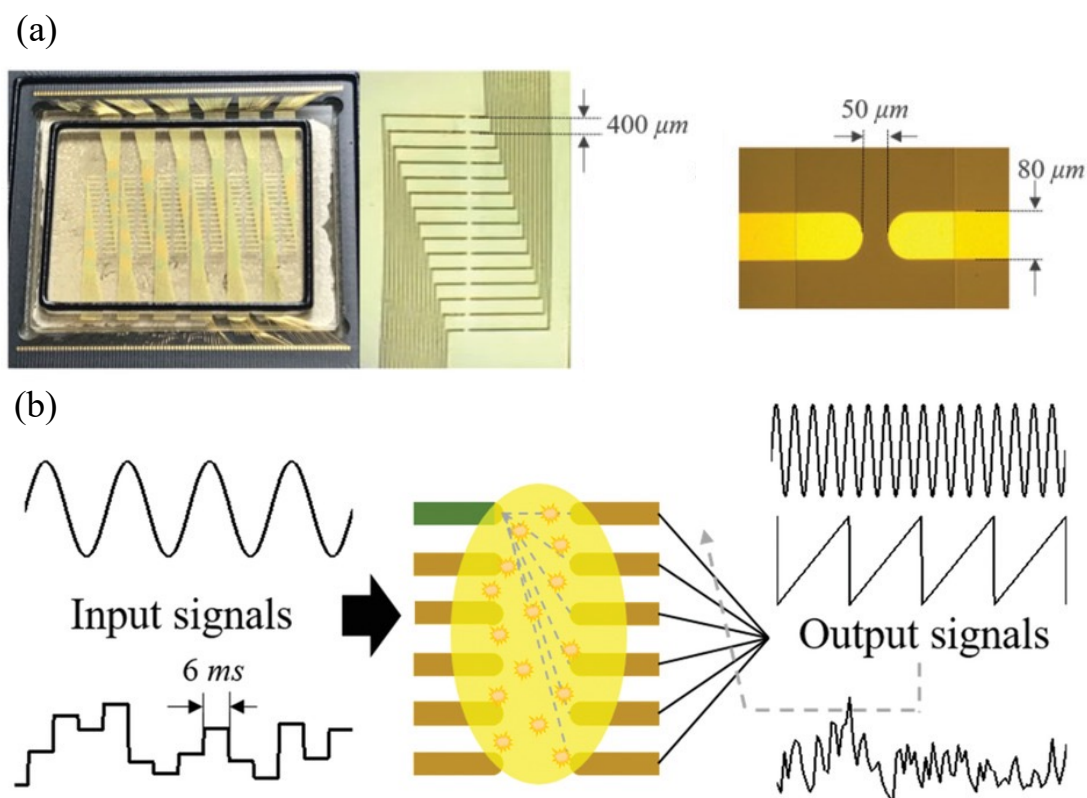 (a)
400 μm
50 μm
80 μm
(b)
Input signals
6 ms
Output signals